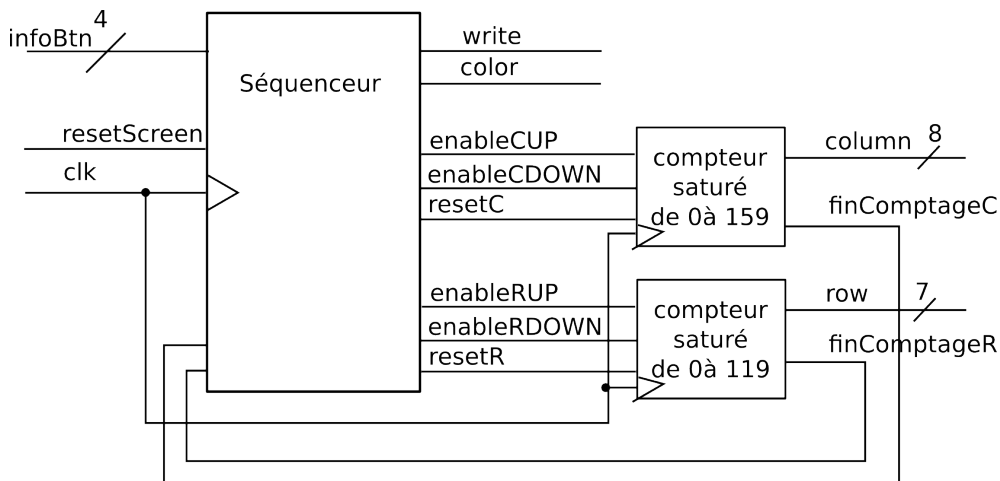 infoBtn
4
resetScreen
clk
Séquenceur
write
color
enableCUP
enableCDOWN
resetC
enableRUP
enableRDOWN
resetR
compteur
saturé
de 0à 159
column
8
finComptageC
compteur
saturé
de 0à 119
row
7
finComptageR